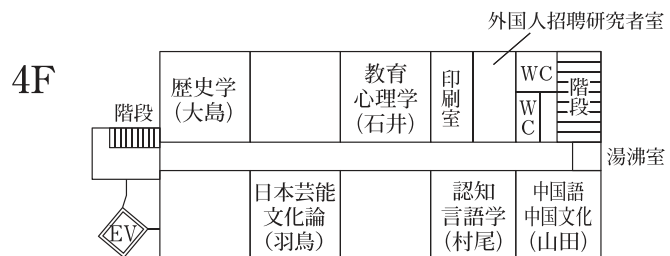 外国人招聘研究者室
4F
階段
歴史学
(大島)
教育
心理学
(石井)
印刷室
WC
WC
階段
湯沸室
日本芸能
文化論
(羽鳥)
認知
言語学
(村尾)
中国語
中国文化
(山田)
EV